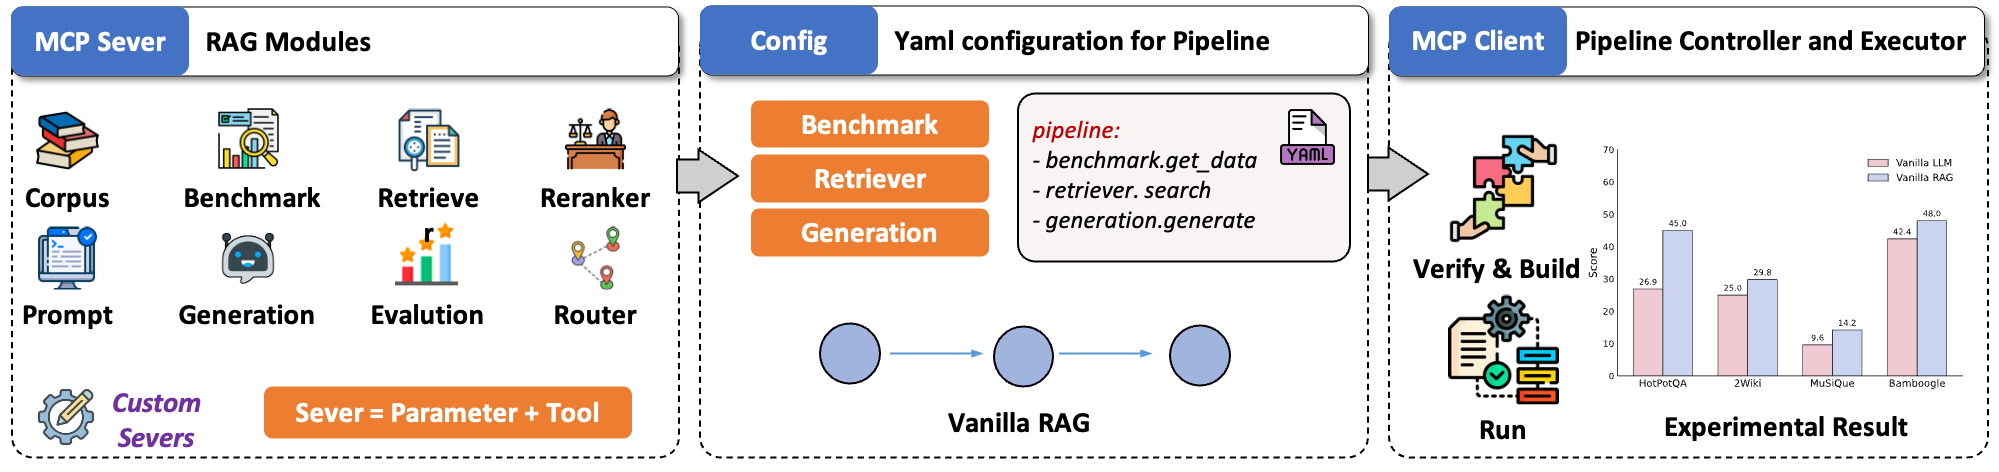 MCP Sever
RAG Modules
Corpus
Benchmark
Retrieve
r
Reranker
Prompt
Generation
Evalution
Router
Custom
Severs
Sever = Parameter + Tool
Config
Yaml configuration for Pipeline
Benchmark
Retriever
Generation
pipeline:
- benchmark.get_data
- retriever. search
- generation.generate
YAML
Vanilla RAG
MCP Client
Pipeline Controller and Executor
Verify & Build
Run
Score
70
60
50
40
30
20
10
0
Vanilla LLM
Vanilla RAG
26.9
45.0
25.0
29.8
9.6
14.2
42.4
48.0
HotPotQA
2Wiki
MuSiQue
Bamboogle
Experimental Result